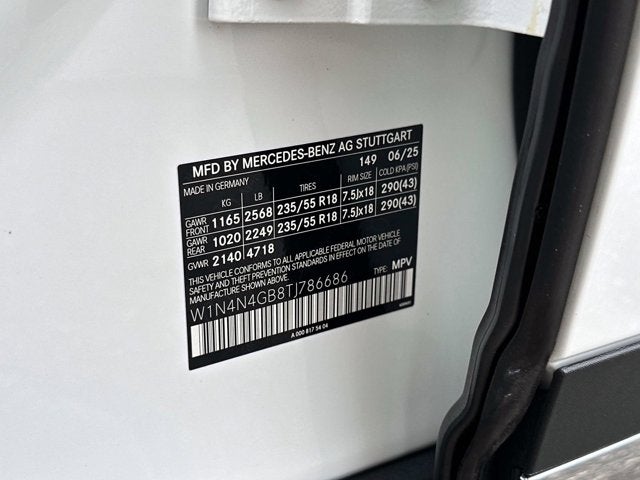 MFD BY MERCEDES-BENZ AG STUTTGART
MADE IN GERMANY 149 06/25
KG LB TIRES RIM SIZE COLD KPA(PSI)
GAWR FRONT 1165 2568 235/55 R18 7.5Jx18 290(43)
GAWR REAR 1020 2249 235/55 R18 7.5Jx18 290(43)
GVWR 2140 4718
THIS VEHICLE CONFORMS TO ALL APPLICABLE FEDERAL MOTOR VEHICLE
SAFETY AND THEFT PREVENTION STANDARDS IN EFFECT ON THE DATE OF
MANUFACTURE SHOWN ABOVE.
W1N4N4GB8TJ786686 TYPE: MPV
A 000 817 54 04